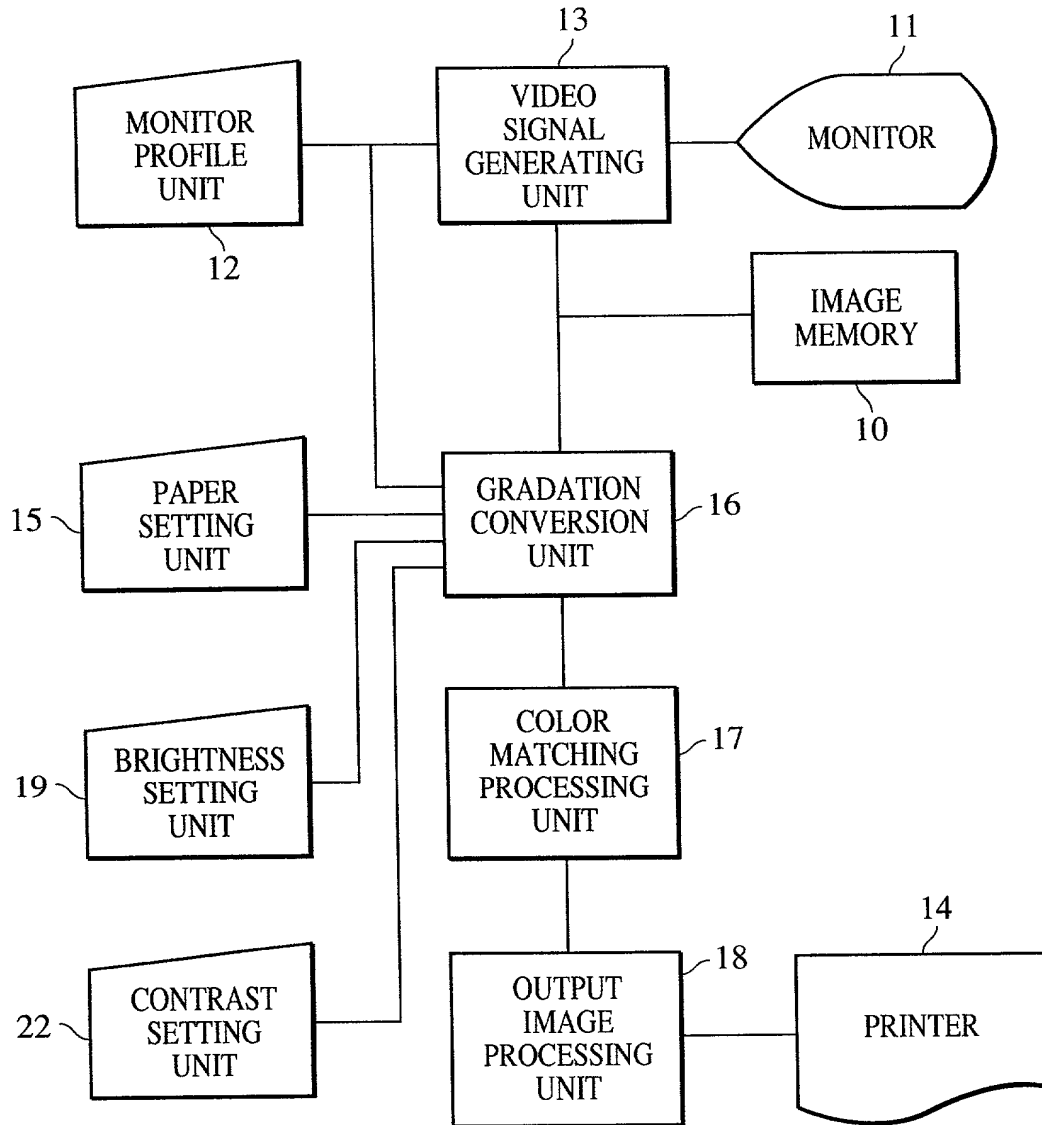 13
11
MONITOR
PROFILE
UNIT
VIDEO
SIGNAL
GENERATING
UNIT
MONITOR
12
IMAGE
MEMORY
10
15
PAPER
SETTING
UNIT
GRADATION
CONVERSION
UNIT
16
19
BRIGHTNESS
SETTING
UNIT
COLOR
MATCHING
PROCESSING
UNIT
17
14
22
CONTRAST
SETTING
UNIT
18
OUTPUT
IMAGE
PROCESSING
UNIT
PRINTER